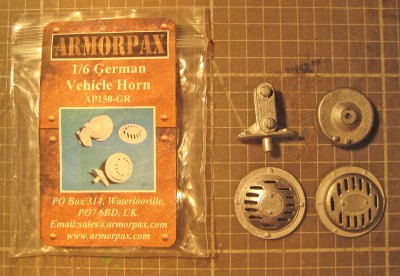 ARMORPAX
1/6 German
Vehicle Horn
AP150-GR
PO Box 314, Waterlooville,
PO7 6BD, UK.
Email:sales@armorpax.com
www.armorpax.com